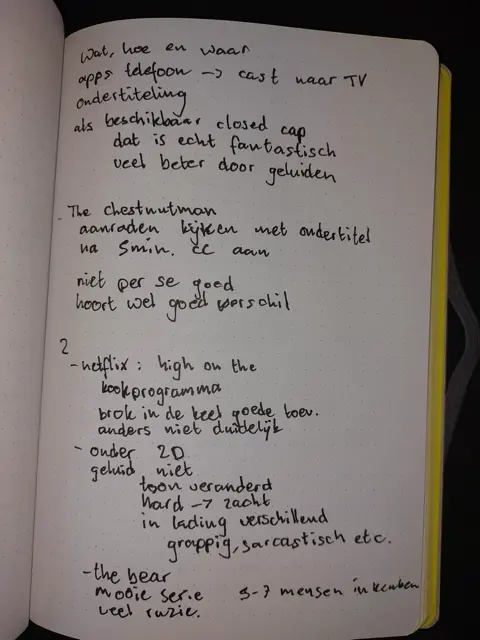 Wat, hoe en waar
apps telefoon -> cast naar TV
ondertiteling
als beschikbaar closed cap
dat is echt fantastisch
veel beter door geluiden
- The chestnutman
aanraden kijken met ondertitel
na 5min. cc aan
niet per se goed
hoort wel goed verschil
2
- netflix: high on the
kookprogramma
brok in de keel goede toev.
anders niet duidelijk
- onder 2D
geluid niet
toon veranderd
hard -> zacht
in lading verschillend
grappig, sarcastisch etc.
- the bear
mooie serie 5-7 mensen in keuken
veel ruzie.